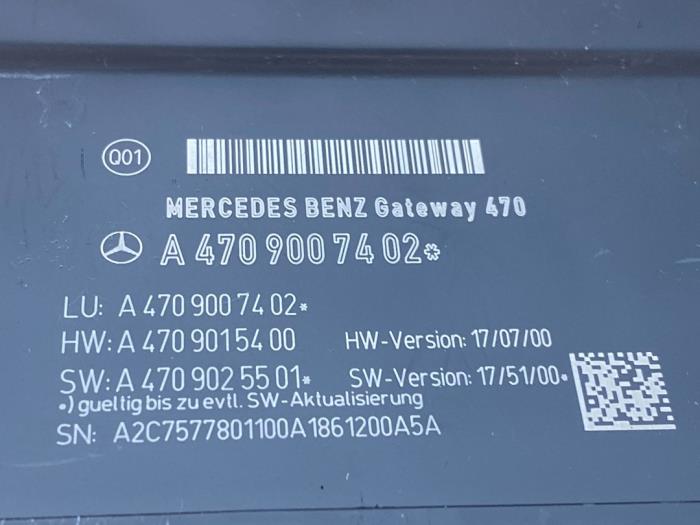 Q01
MERCEDES BENZ Gateway 470
A 470 900 74 02*
LU: A 470 900 74 02*
HW: A 470 901 54 00 HW-Version: 17/07/00
SW: A 470 902 55 01* SW-Version: 17/51/00*
*) gueltig bis zu evtl. SW-Aktualisierung
SN: A2C7577801100A1861200A5A